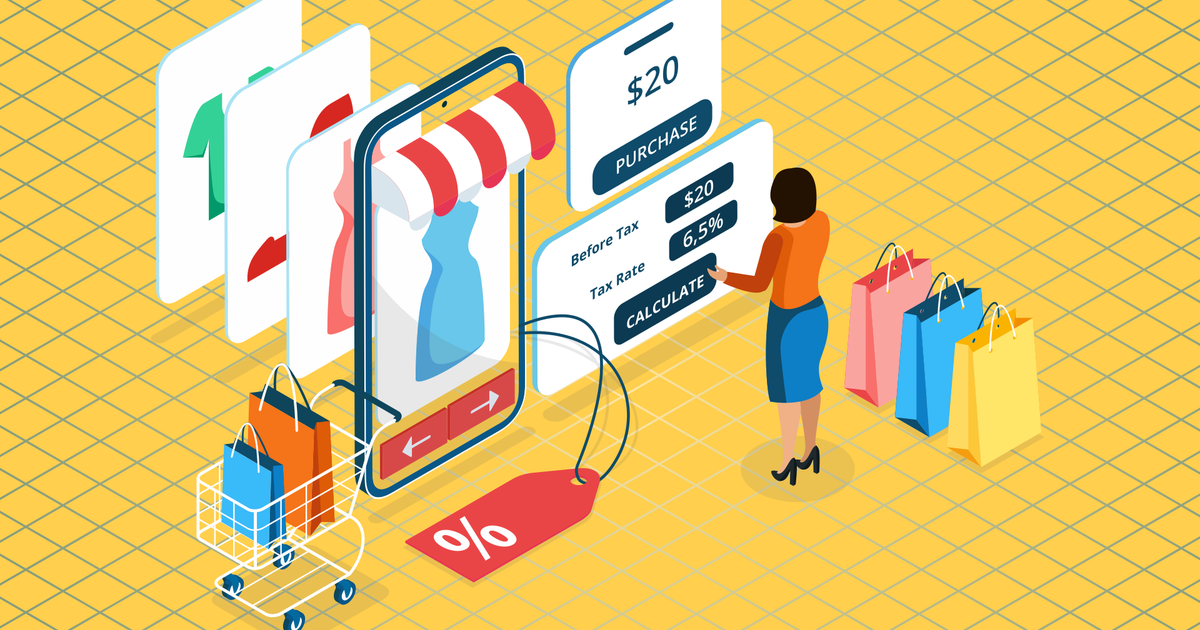 $20
PURCHASE
Before Tax $20
Tax Rate 6,5%
CALCULATE
%